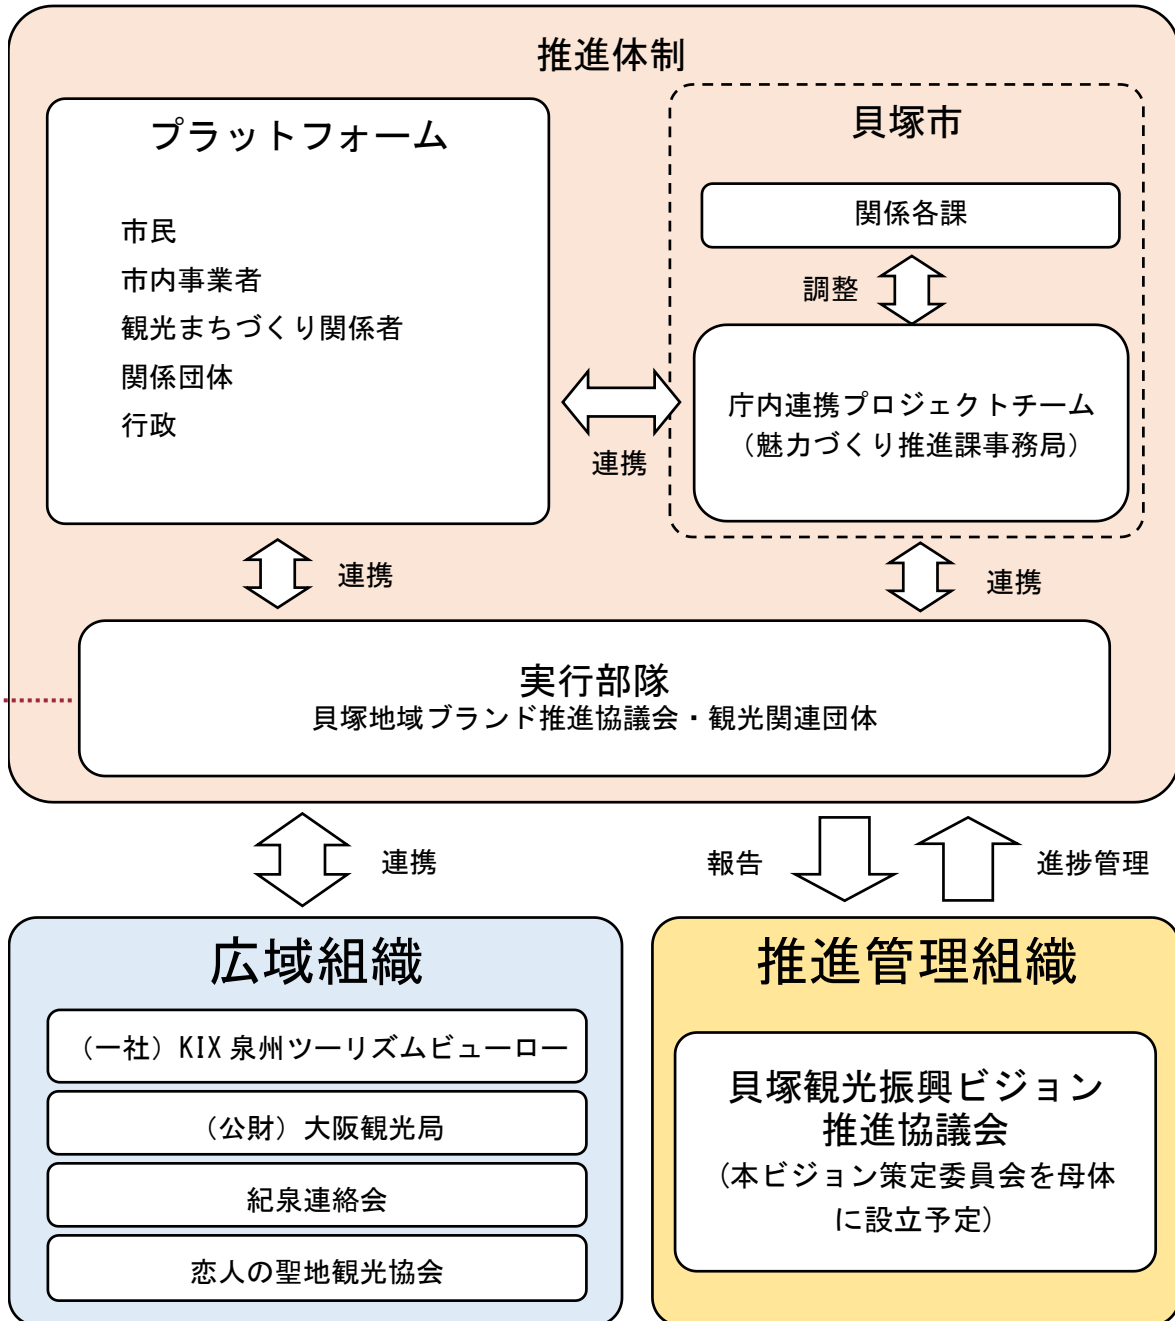 推進体制
プラットフォーム
市民
市内事業者
観光まちづくり関係者
関係団体
行政
貝塚市
関係各課
調整
庁内連携プロジェクトチーム
（魅力づくり推進課事務局）
連携
連携
連携
実行部隊
貝塚地域ブランド推進協議会・観光関連団体
連携
報告
進捗管理
広域組織
（一社）KIX 泉州ツーリズムビューロー
（公財）大阪観光局
紀泉連絡会
恋人の聖地観光協会
推進管理組織
貝塚観光振興ビジョン
推進協議会
（本ビジョン策定委員会を母体
に設立予定）